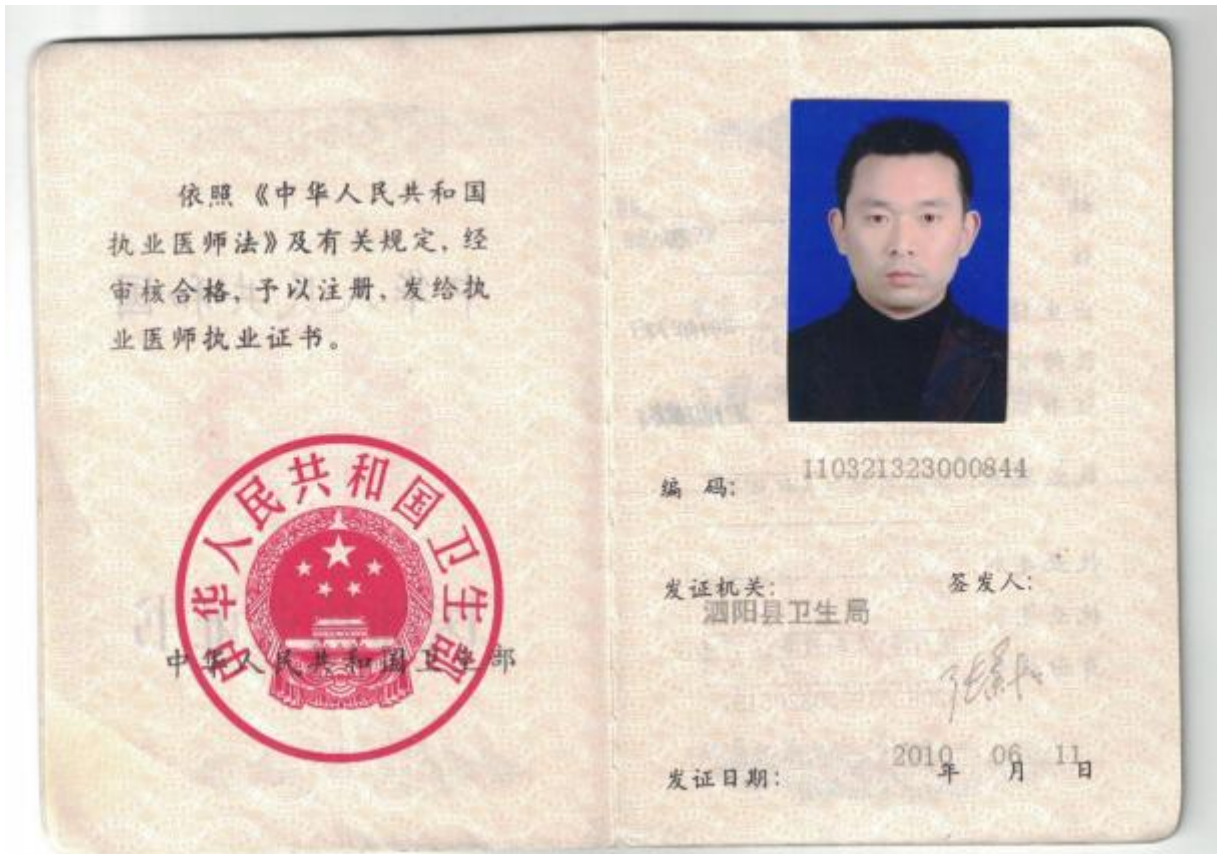 依照《中华人民共和国
执业医师法》及有关规定,经
审核合格,予以注册,发给执
业医师执业证书。
中华人民共和国卫生部
中华人民共和国卫生部
编 码:
110321323000844
发证机关:
签发人:
泗阳县卫生局
发证日期:
2010年 06月 11日